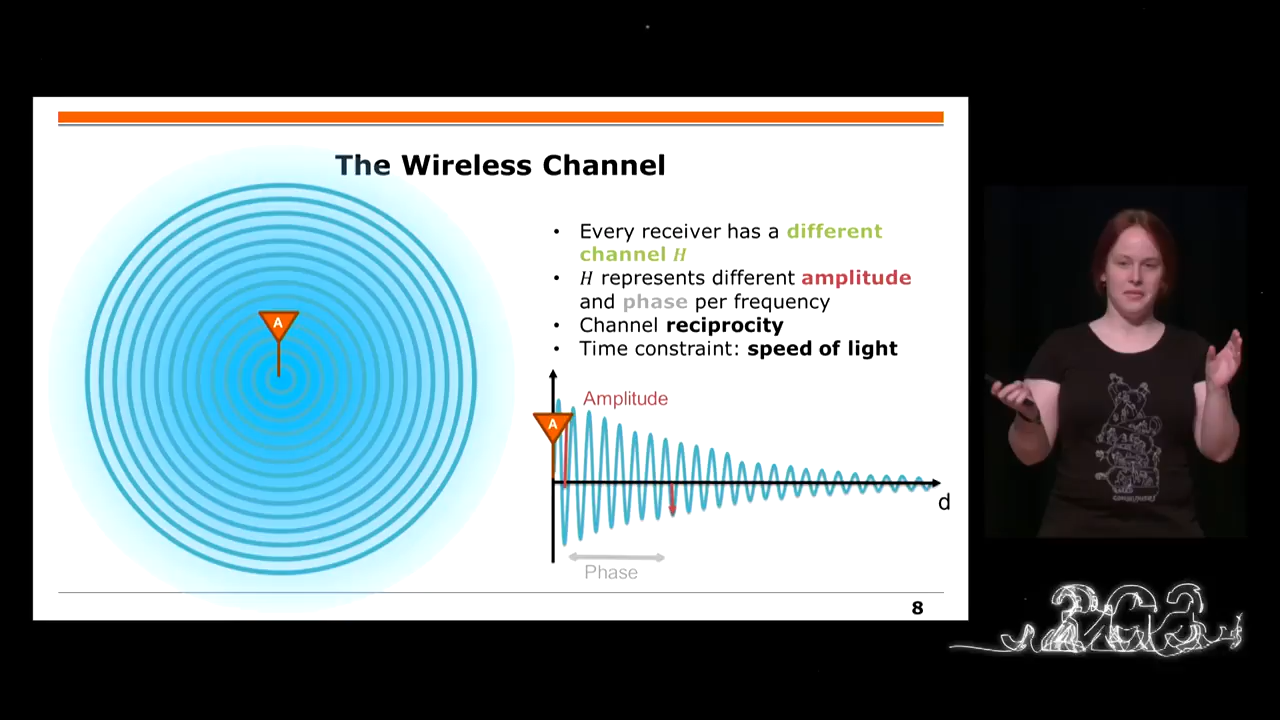 The Wireless Channel
A
• Every receiver has a different
channel H
• H represents different amplitude
and phase per frequency
• Channel reciprocity
• Time constraint: speed of light
Amplitude
A
d
Phase
8